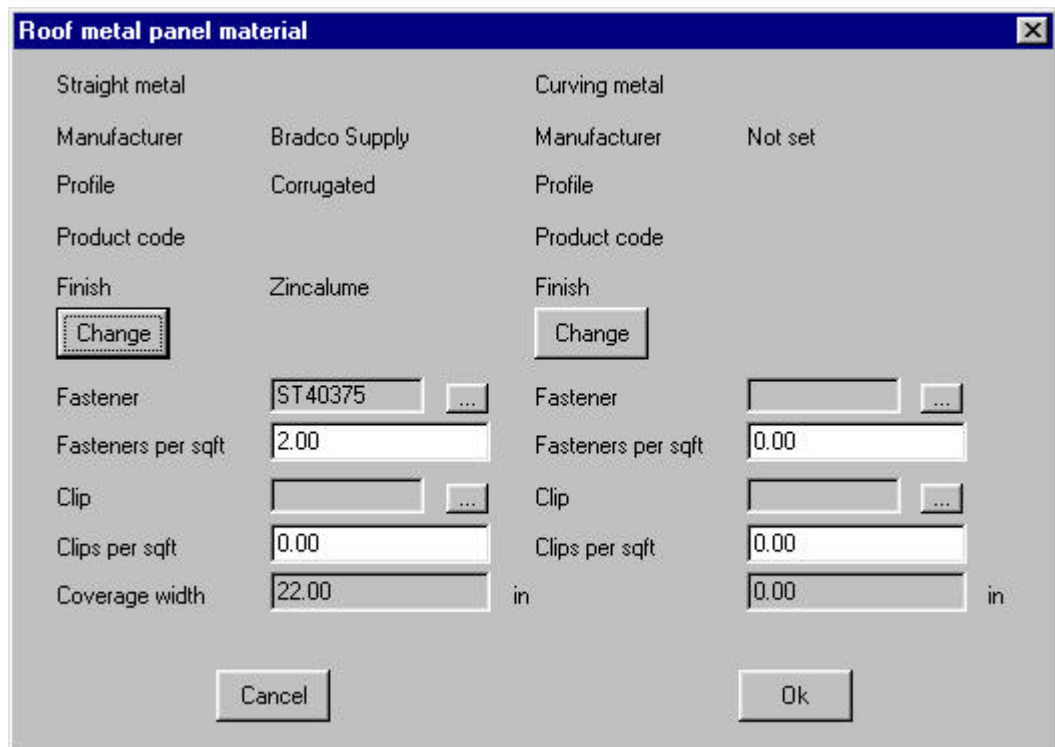 Roof metal panel material
Straight metal Curving metal
Manufacturer Bradco Supply Manufacturer Not set
Profile Corrugated Profile
Product code Product code
Finish Zincalume Finish
Change Change
Fastener ST40375 ... Fastener ...
Fasteners per sqft 2.00 Fasteners per sqft 0.00
Clip ... Clip ...
Clips per sqft 0.00 Clips per sqft 0.00
Coverage width 22.00 in 0.00 in
Cancel Ok